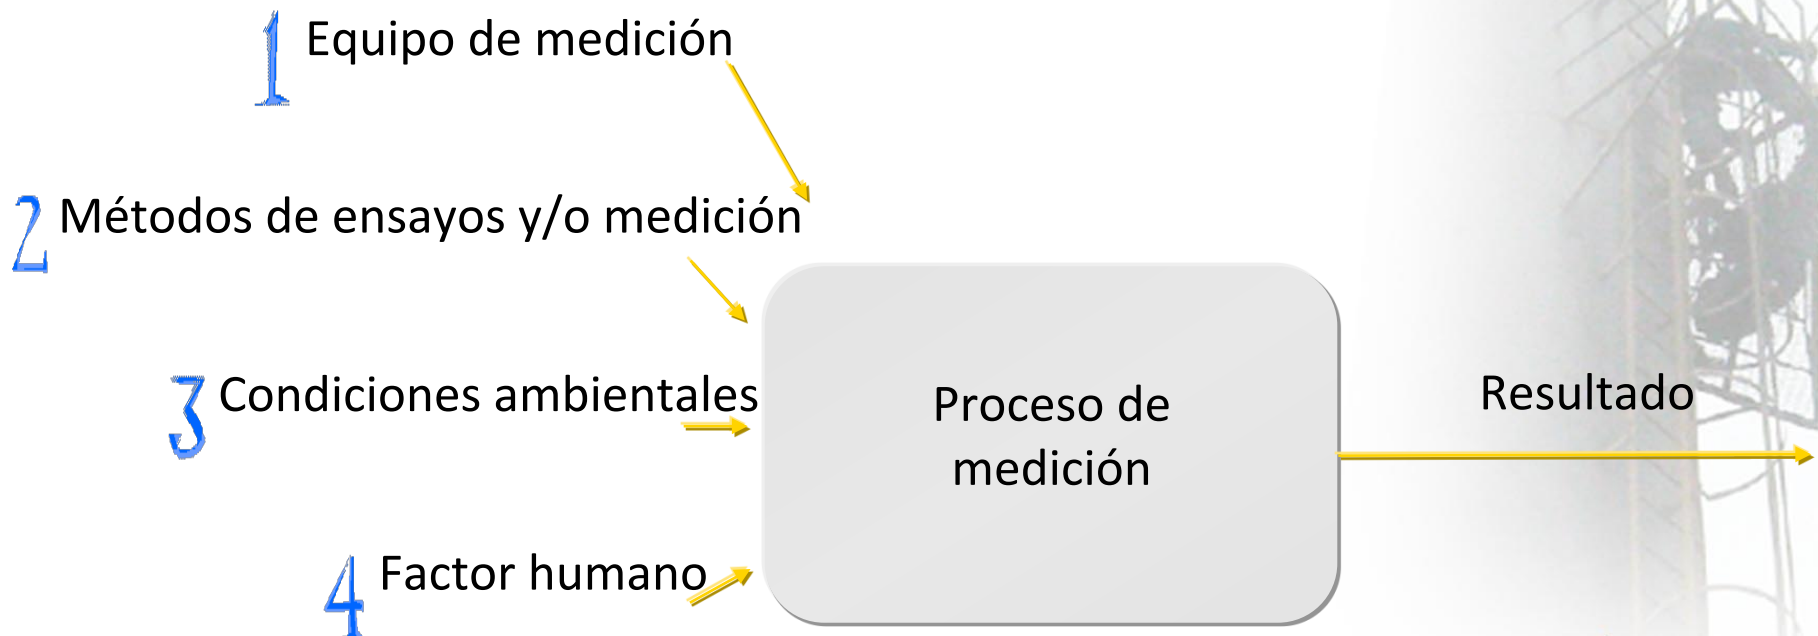 1 Equipo de medición
2 Métodos de ensayos y/o medición
3 Condiciones ambientales
Proceso de
medición
Resultado
4 Factor humano